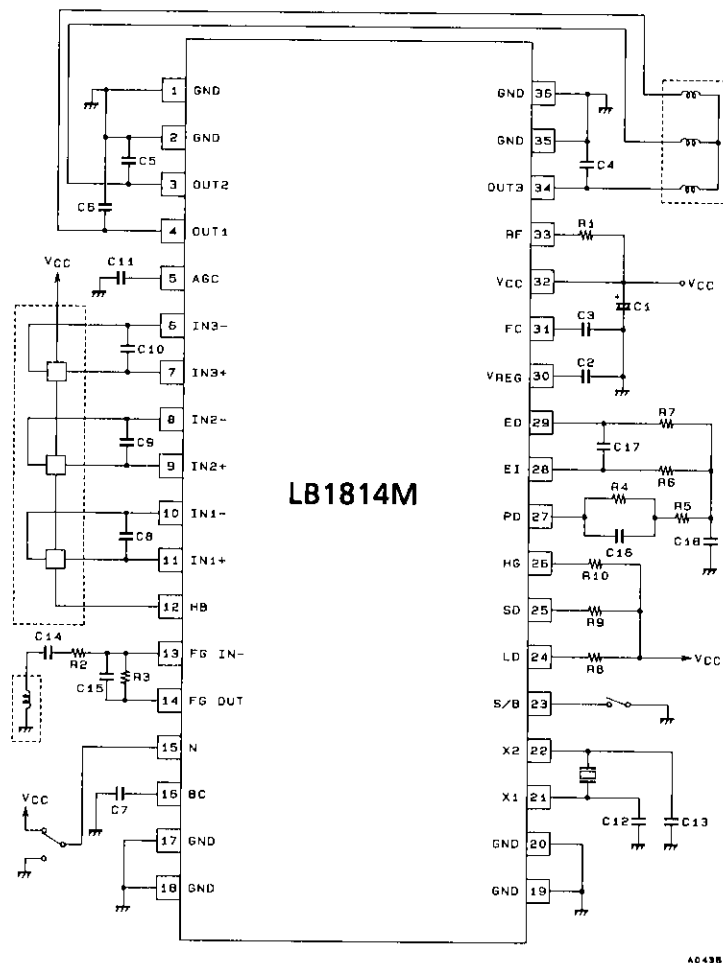 1 GND
2 GND
C5
3 OUT2
C6
4 OUT1
VCC
C11
5 AGC
6 IN3-
C10
7 IN3+
8 IN2-
C9
9 IN2+
10 IN1-
C8
11 IN1+
12 HB
C14
R2
13 FG IN-
C15
R3
14 FG OUT
15 N
VCC
C7
16 BC
17 GND
18 GND
LB1814M
GND 36
GND 35
C4
OUT3 34
RF 33
R1
VCC 32
VCC
+
C1
FC 31
C3
VREG 30
C2
ED 29
R7
C17
EI 28
R6
R4
PD 27
R5
C16
C18
HG 26
R10
SD 25
R9
LD 24
R8
VCC
S/B 23
X2 22
X1 21
C12
C13
GND 20
GND 19